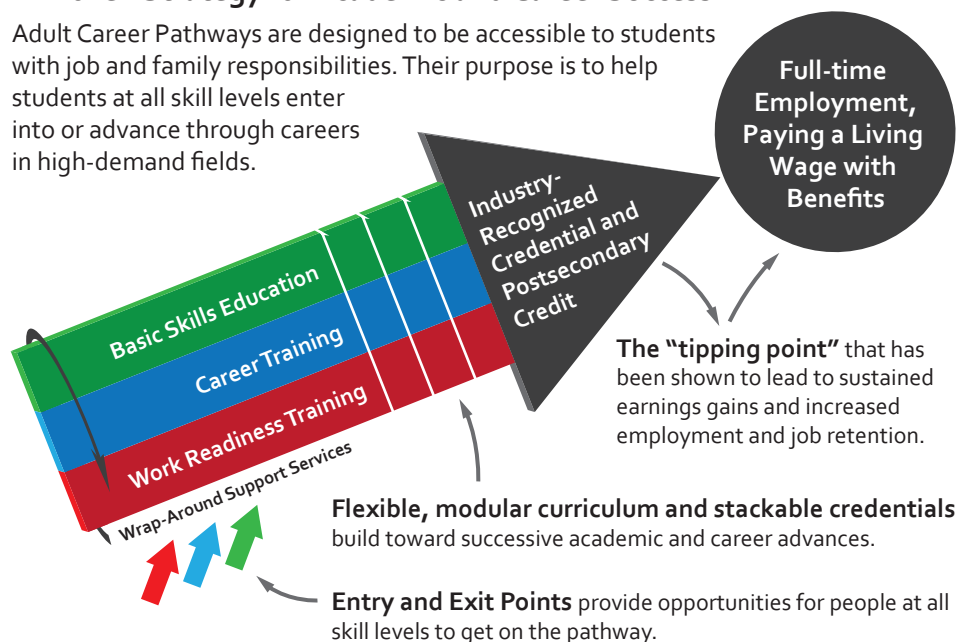 Adult Career Pathways are designed to be accessible to students
with job and family responsibilities. Their purpose is to help
students at all skill levels enter
into or advance through careers
in high-demand fields.
Full-time
Employment,
Paying a Living
Wage with
Benefits
Industry-
Recognized
Credential and
Postsecondary
Credit
Basic Skills Education
Career Training
Work Readiness Training
Wrap-Around Support Services
The “tipping point” that has
been shown to lead to sustained
earnings gains and increased
employment and job retention.
Flexible, modular curriculum and stackable credentials
build toward successive academic and career advances.
Entry and Exit Points provide opportunities for people at all
skill levels to get on the pathway.